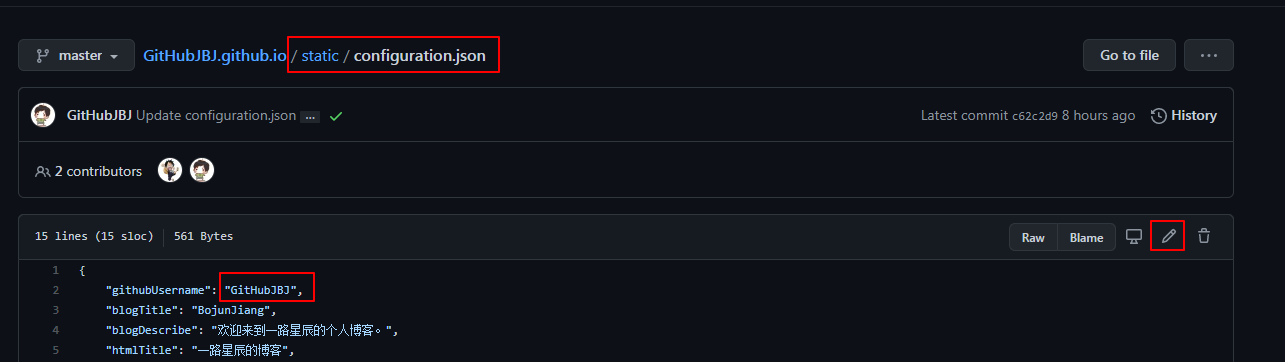 master GitHubJBJ.github.io / static / configuration.json Go to file ...
GitHubJBJ Update configuration.json ... Latest commit c62c2d9 8 hours ago History
2 contributors
15 lines (15 sloc) 561 Bytes Raw Blame
1 {
2 "githubUsername": "GitHubJBJ",
3 "blogTitle": "BojunJiang",
4 "blogDescribe": "欢迎来到一路星辰的个人博客。",
5 "htmlTitle": "一路星辰的博客",